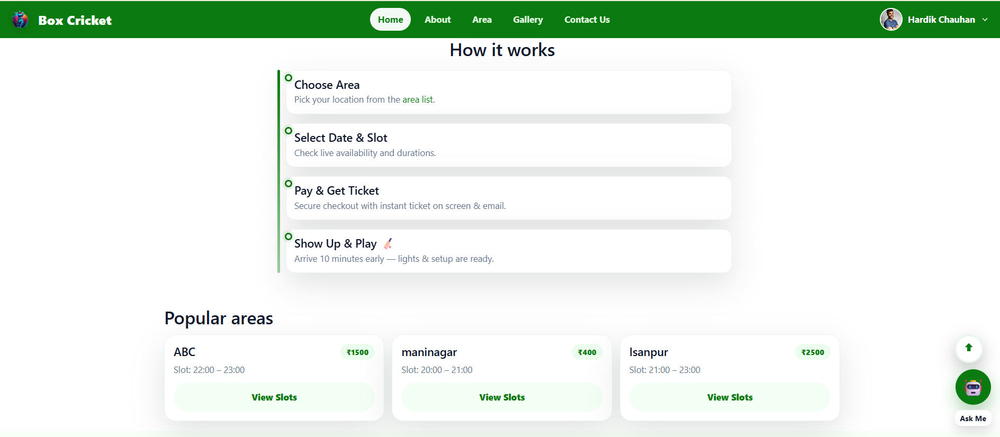 Box Cricket
Home
About
Area
Gallery
Contact Us
Hardik Chauhan
How it works
Choose Area
Pick your location from the area list.
Select Date & Slot
Check live availability and durations.
Pay & Get Ticket
Secure checkout with instant ticket on screen & email.
Show Up & Play
Arrive 10 minutes early — lights & setup are ready.
Popular areas
ABC
₹1500
Slot: 22:00 – 23:00
View Slots
maninagar
₹400
Slot: 20:00 – 21:00
View Slots
Isanpur
₹2500
Slot: 21:00 – 23:00
View Slots
Ask Me